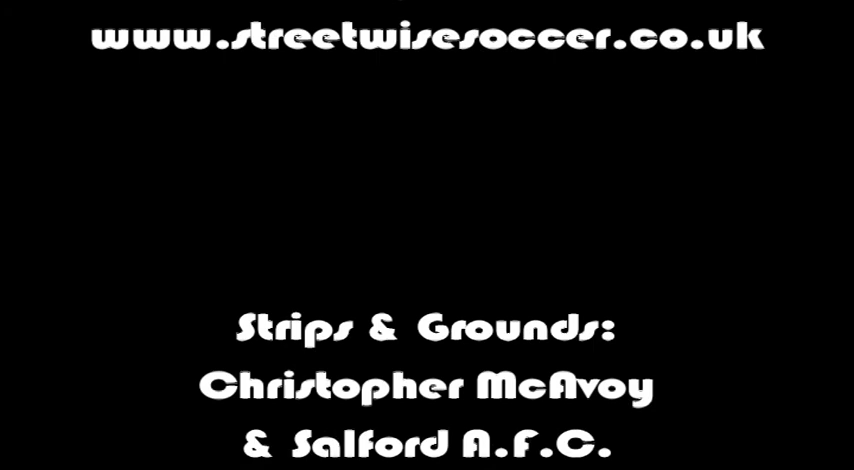 www.streetwisesoccer.co.uk
Strips & Grounds:
Christopher McAvoy
& Salford A.F.C.